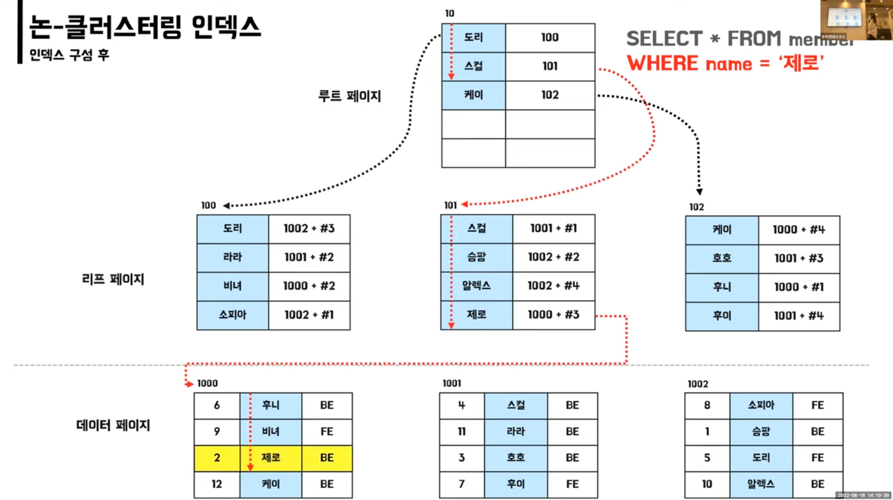 논-클러스터링 인덱스
인덱스 구성 후
SELECT * FROM member
WHERE name = ‘제로’
루트 페이지
10
도리 100
스컬 101
케이 102
리프 페이지
100
도리 1002 + #3
라라 1001 + #2
비녀 1000 + #2
소피아 1002 + #1
101
스컬 1001 + #1
슴팡 1002 + #2
알렉스 1002 + #4
제로 1000 + #3
102
케이 1000 + #4
호호 1001 + #3
후니 1000 + #1
후이 1001 + #4
데이터 페이지
1000
6 후니 BE
9 비녀 FE
2 제로 BE
12 케이 BE
1001
4 스컬 BE
11 라라 BE
3 호호 BE
7 후이 FE
1002
8 소피아 FE
1 슴팡 BE
5 도리 FE
10 알렉스 BE